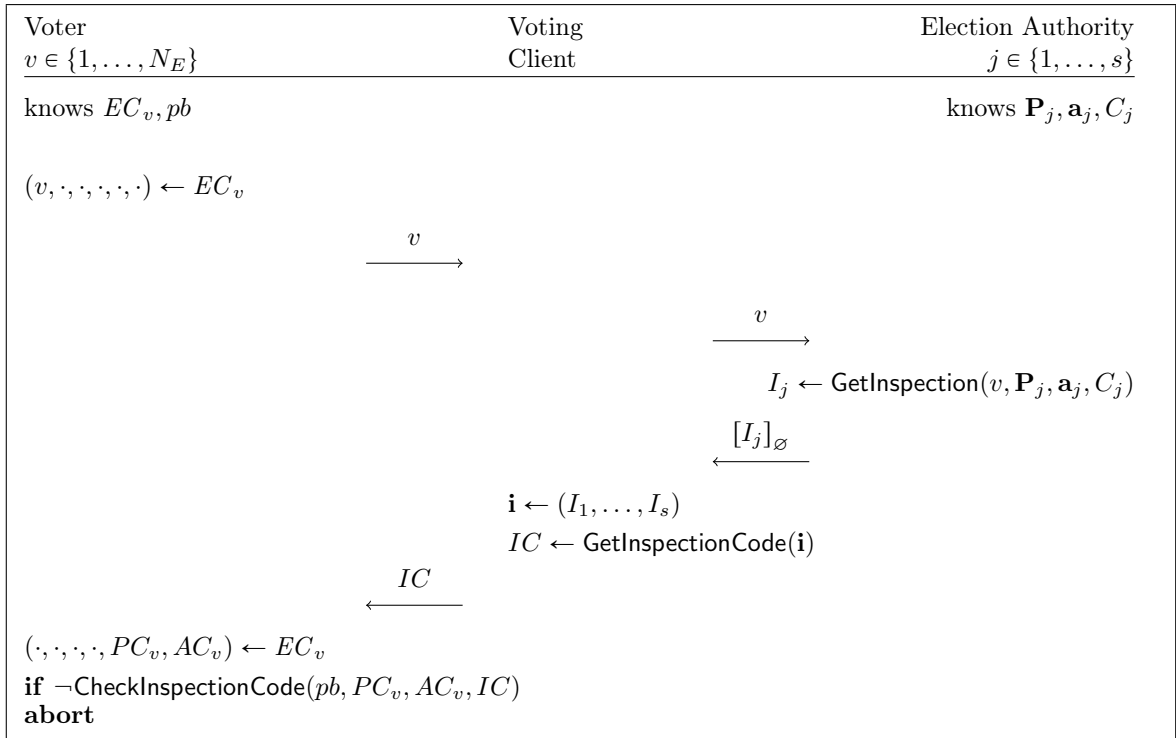 Voter Voting Election Authority
v ∈ {1, . . . , N_E} Client j ∈ {1, . . . , s}
knows EC_v, pb knows P_j, a_j, C_j
(v, ·, ·, ·, ·, ·) ← EC_v
v
v
I_j ← GetInspection(v, P_j, a_j, C_j)
[I_j]_∅
i ← (I_1, . . . , I_s)
IC ← GetInspectionCode(i)
IC
(·, ·, ·, ·, PC_v, AC_v) ← EC_v
if ¬CheckInspectionCode(pb, PC_v, AC_v, IC)
abort